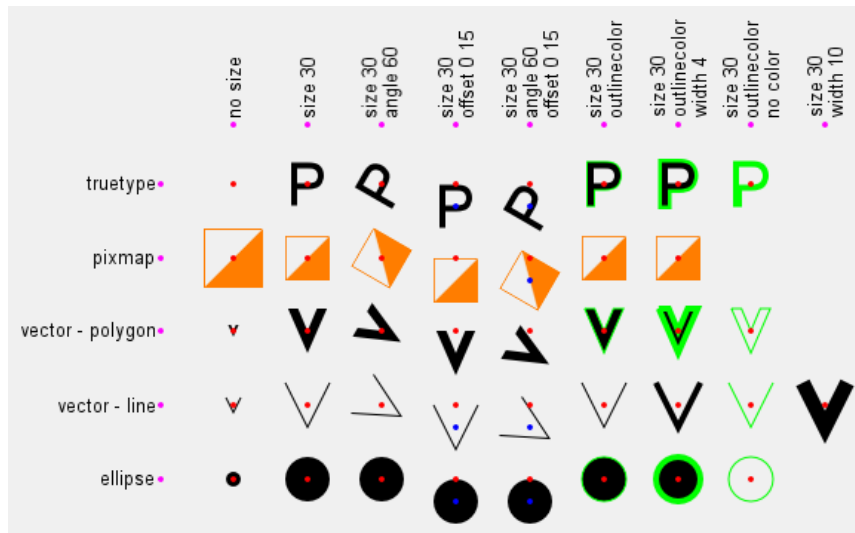 no size
size 30
size 30
angle 60
size 30
offset 0 15
size 30
angle 60
offset 0 15
size 30
outlinecolor
size 30
outlinecolor
width 4
size 30
outlinecolor
no color
size 30
width 10
truetype
P P P P P P P
pixmap
vector - polygon
vector - line
ellipse